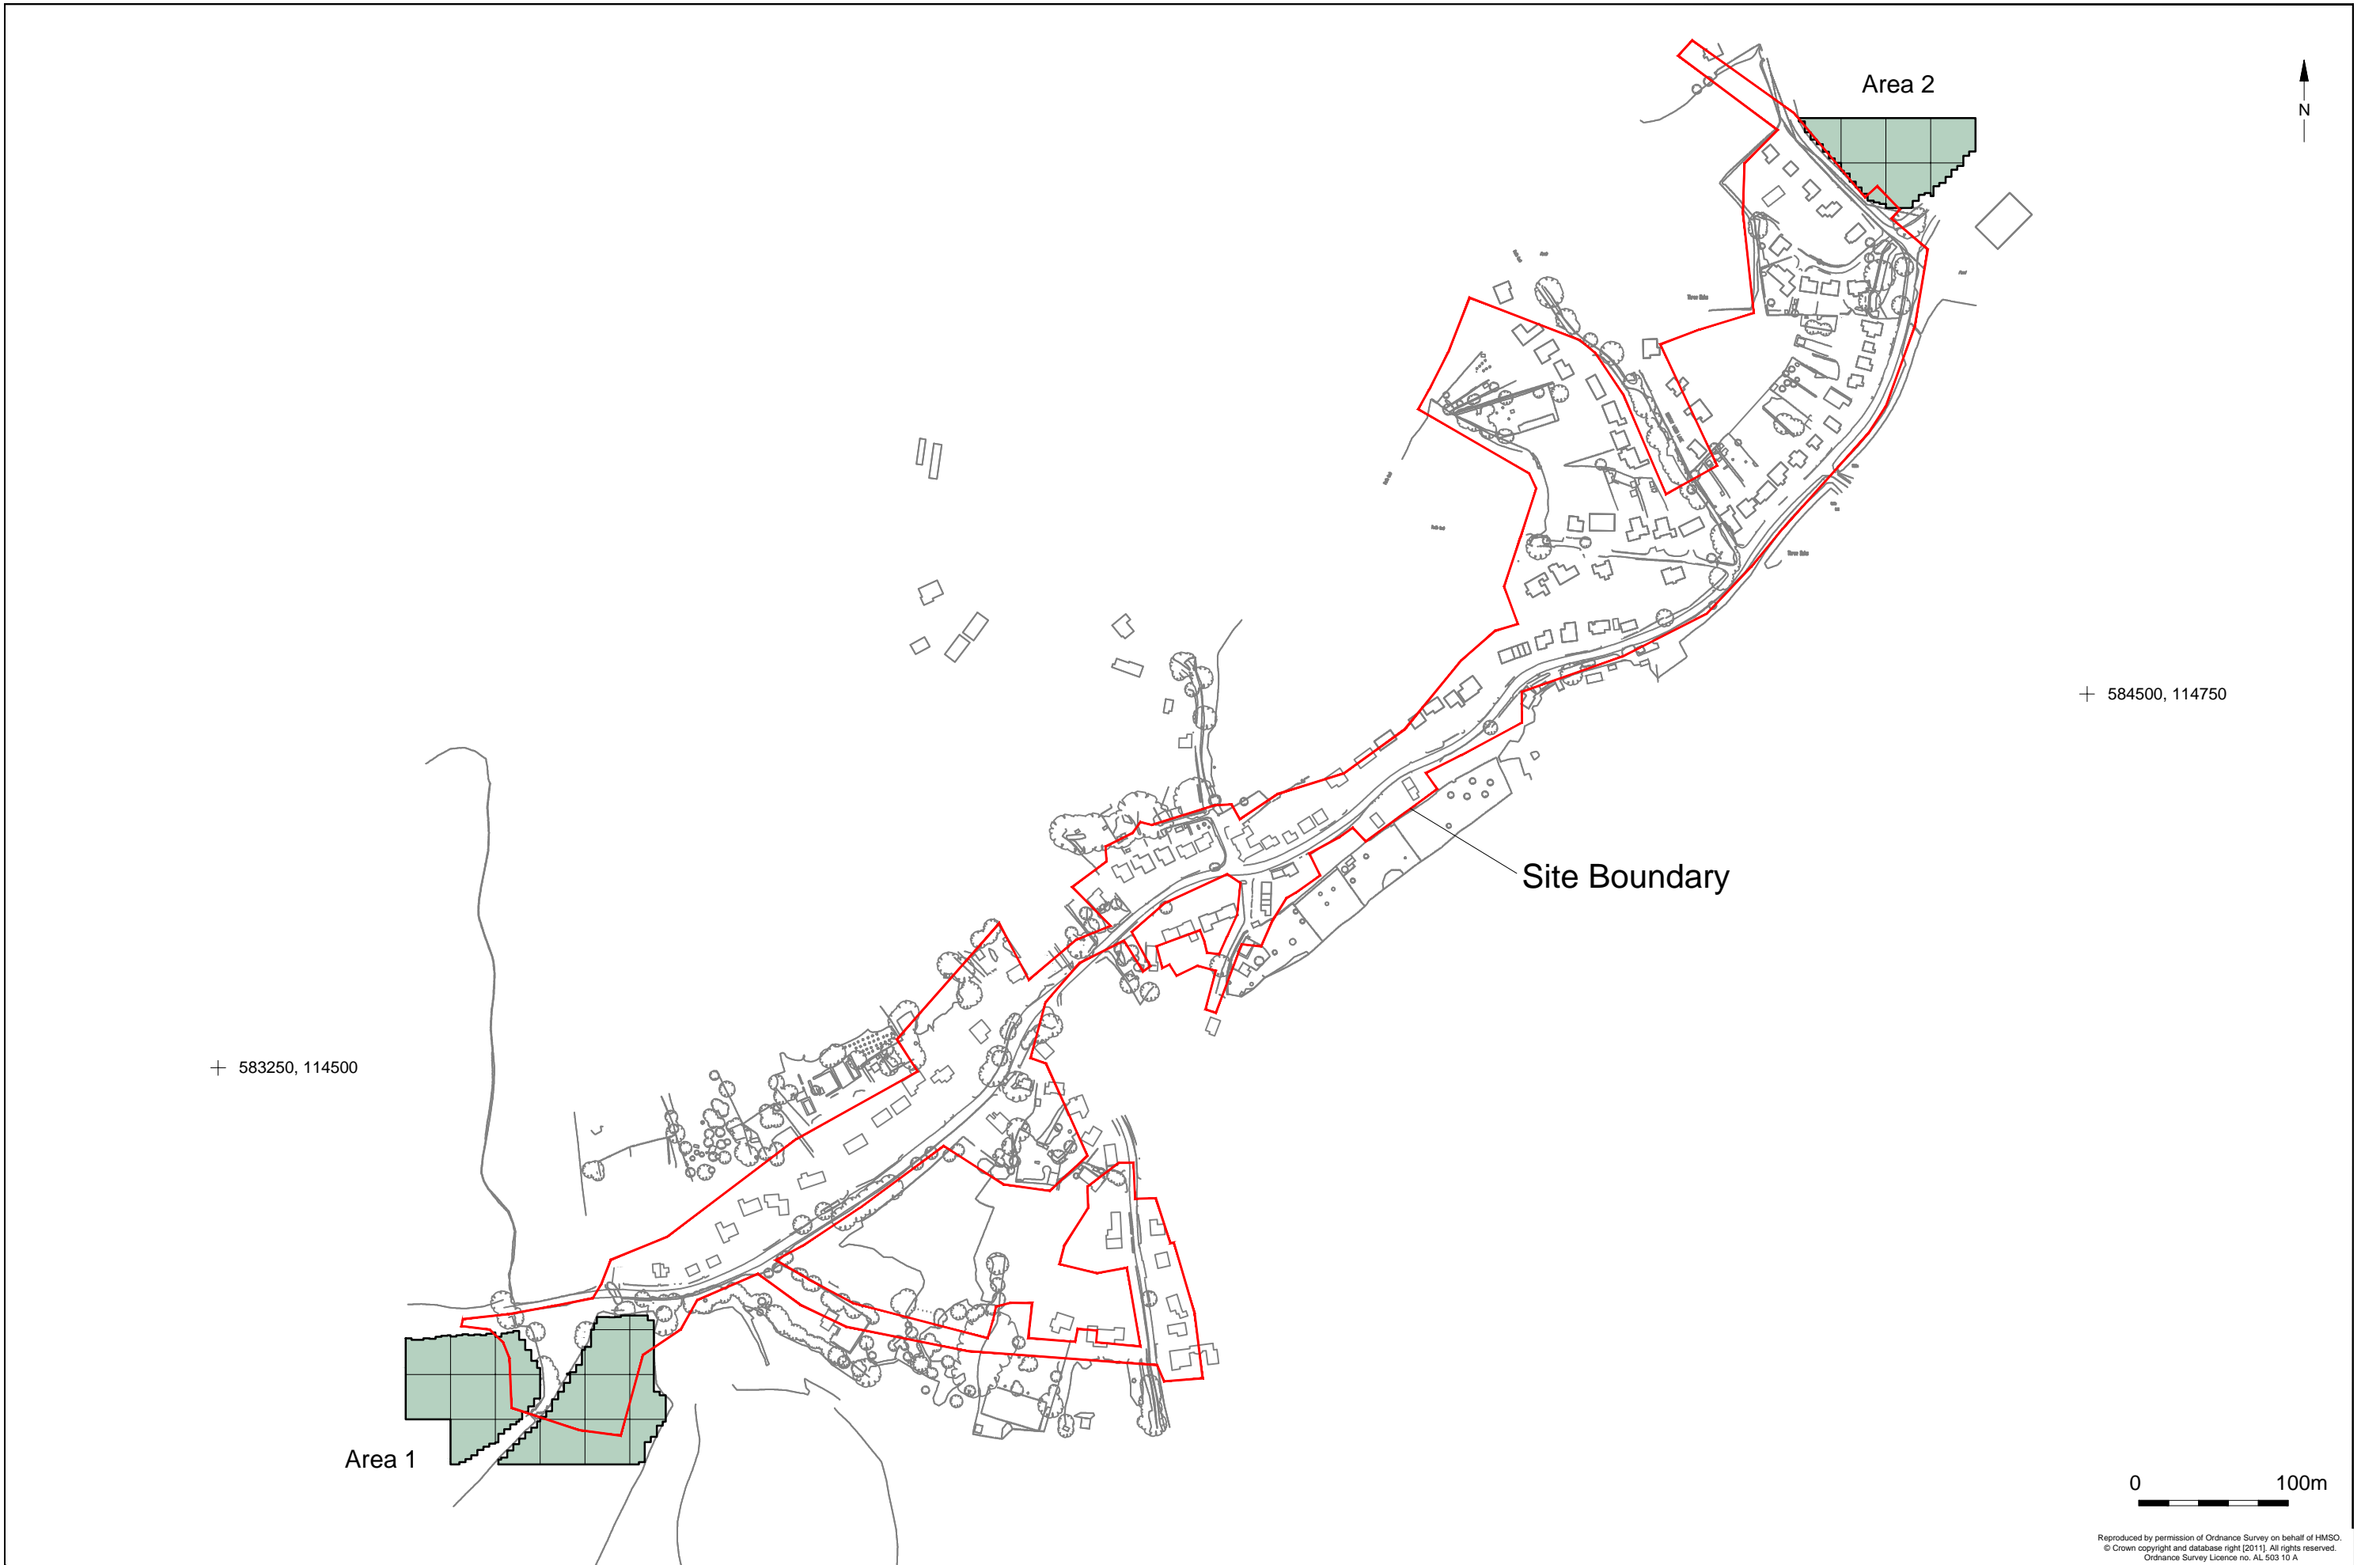 Area 2
N
584500, 114750
Site Boundary
583250, 114500
Area 1
0 100m
Reproduced by permission of Ordnance Survey on behalf of HMSO.
© Crown copyright and database right [2011]. All rights reserved.
Ordnance Survey Licence no. AL 503 10 A